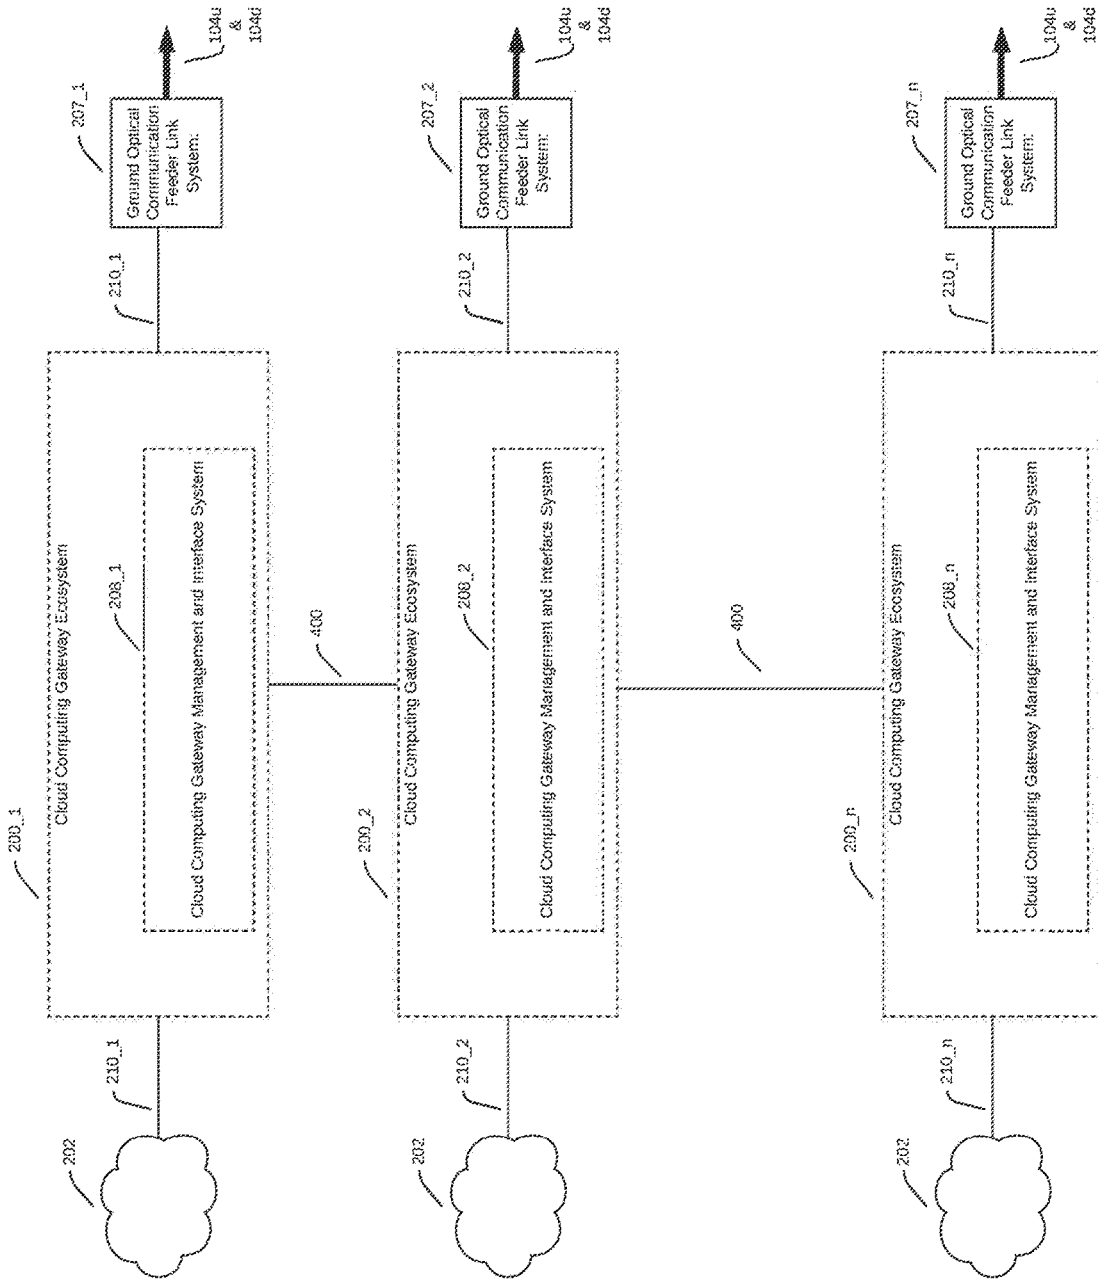 200_1
Cloud Computing Gateway Ecosystem
202
207_1
210_1
208_1
210_1
Ground Optical
Communication
Feeder Link
System:
Cloud Computing Gateway Management and Interface System
104u
&
104d
400
200_2
Cloud Computing Gateway Ecosystem
202
207_2
210_2
208_2
210_2
Ground Optical
Communication
Feeder Link
System:
Cloud Computing Gateway Management and Interface System
104u
&
104d
400
200_n
Cloud Computing Gateway Ecosystem
202
207_n
210_n
208_n
210_n
Ground Optical
Communication
Feeder Link
System:
Cloud Computing Gateway Management and Interface System
104u
&
104d